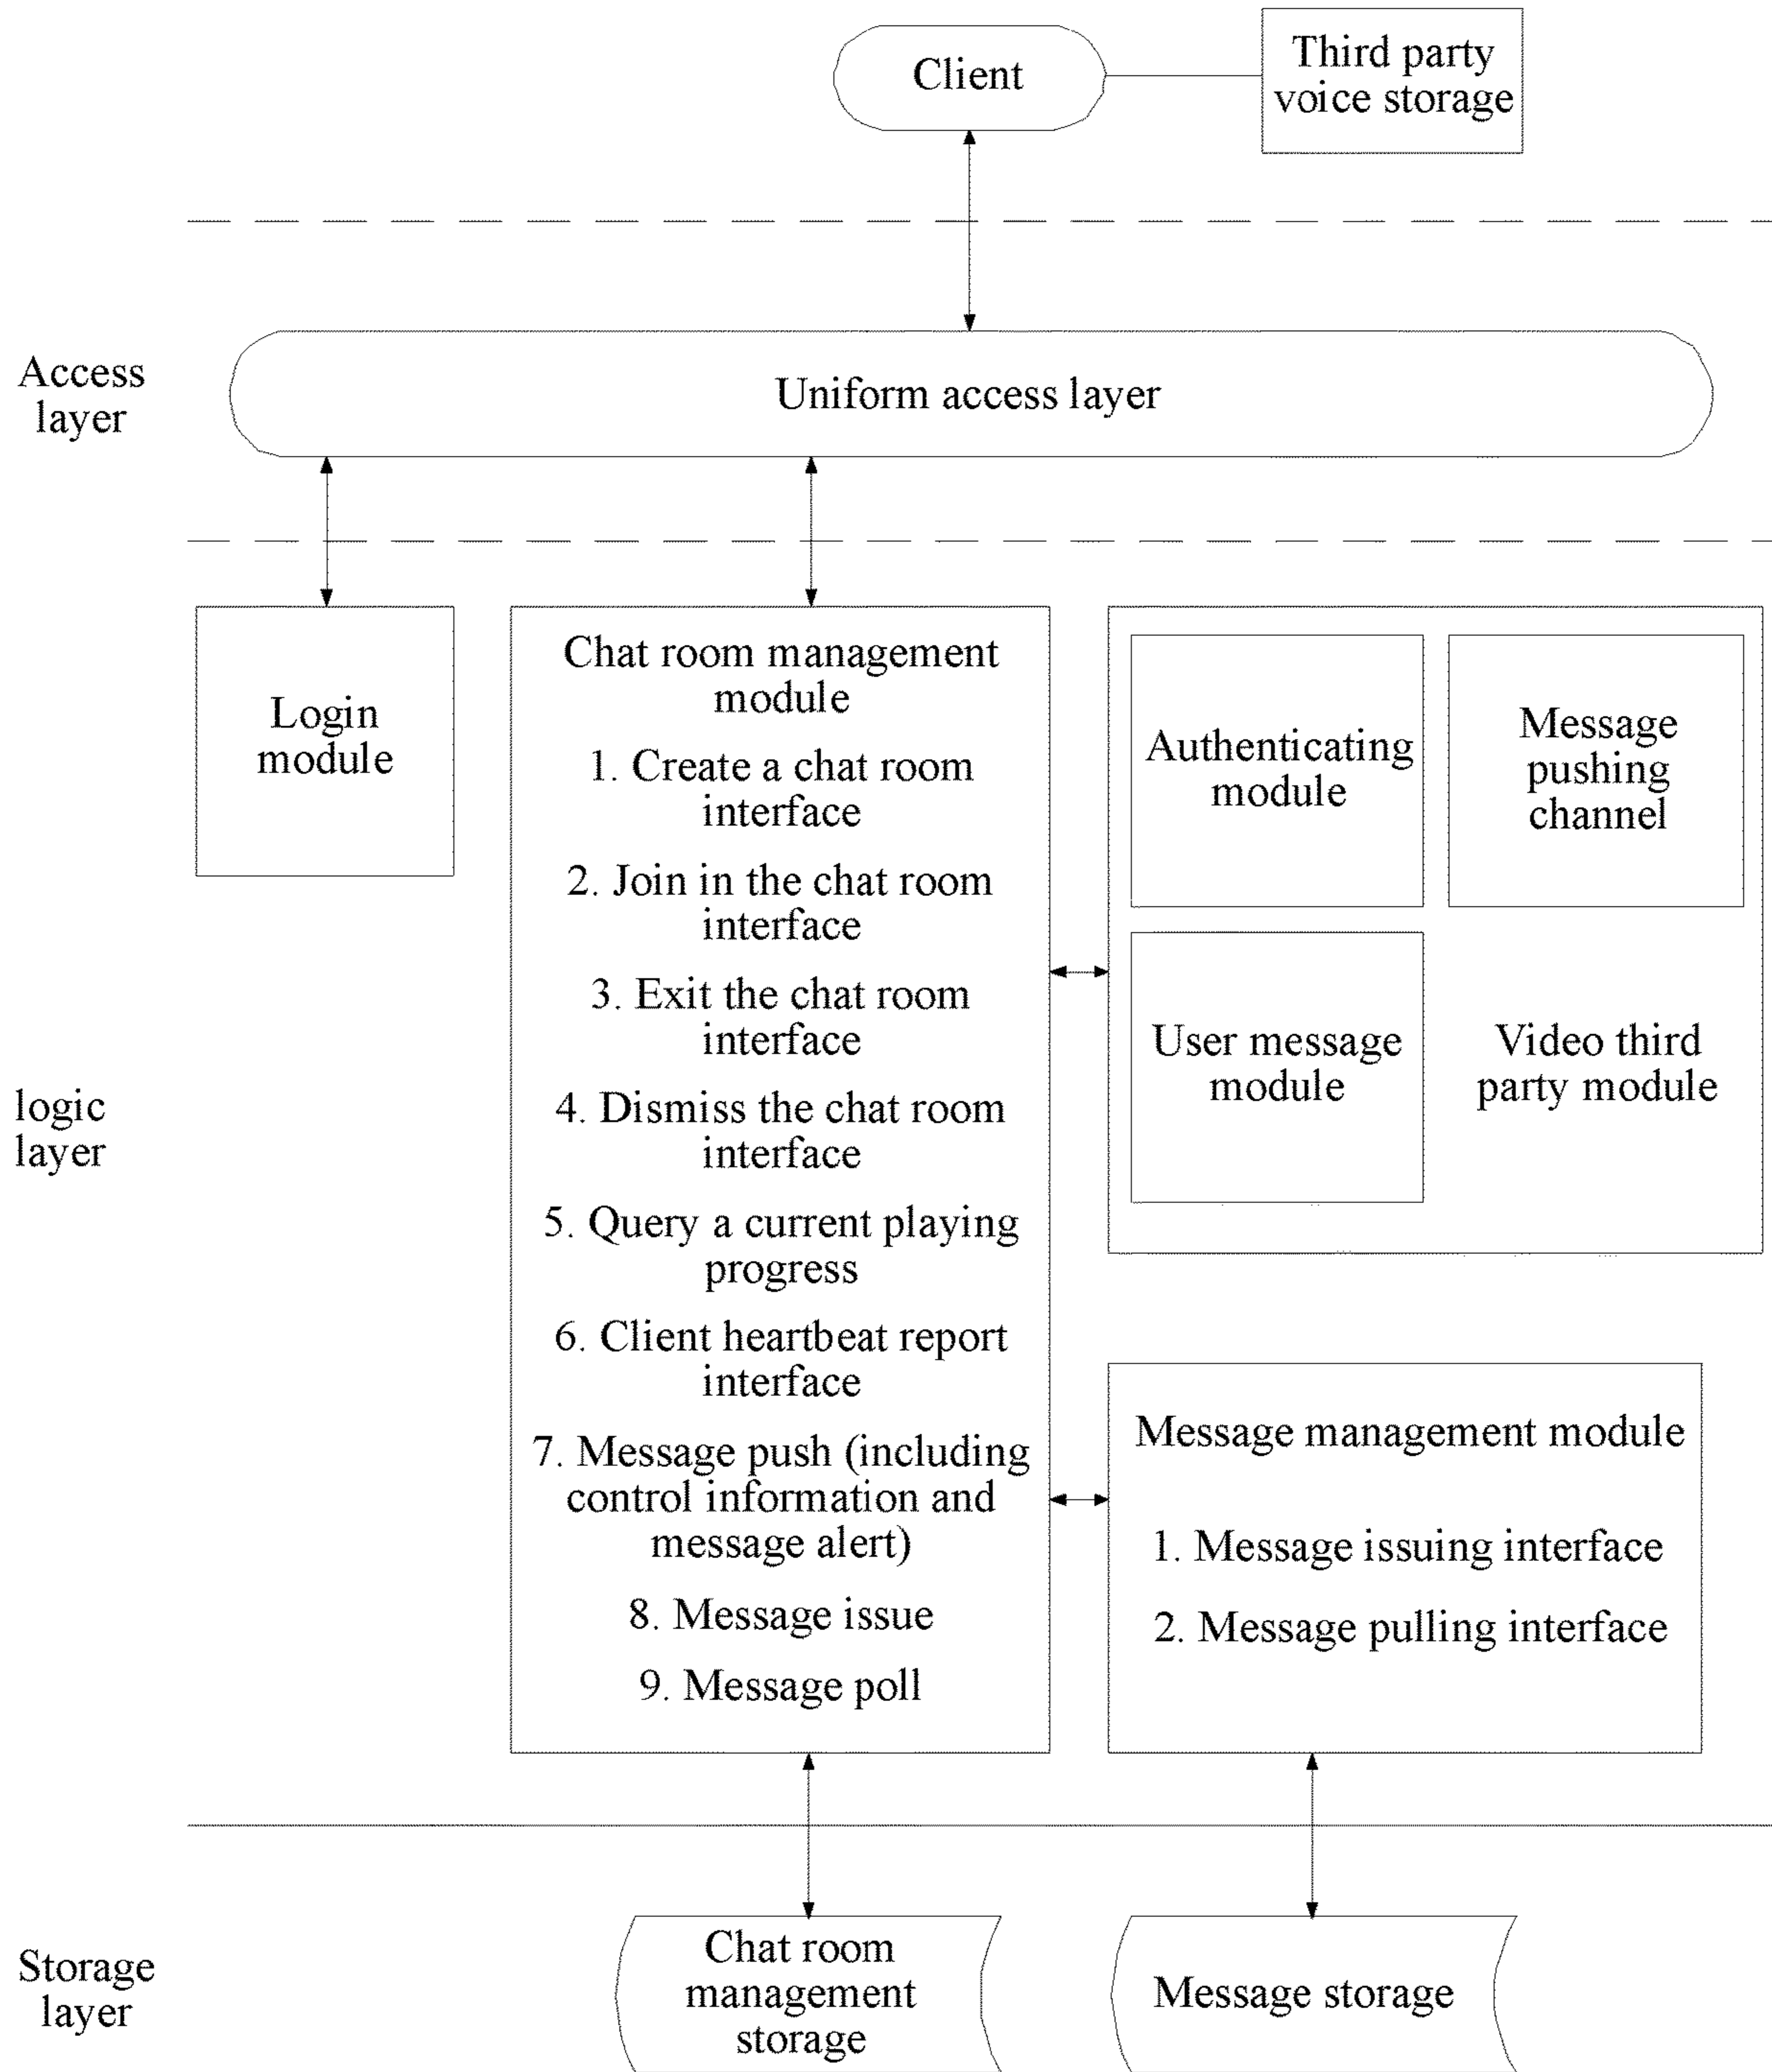 Client
Third party
voice storage
Access
layer
Uniform access layer
Login
module
Chat room management
module
1. Create a chat room
interface
2. Join in the chat room
interface
3. Exit the chat room
interface
4. Dismiss the chat room
interface
5. Query a current playing
progress
6. Client heartbeat report
interface
7. Message push (including
control information and
message alert)
8. Message issue
9. Message poll
Authenticating
module
Message
pushing
channel
User message
module
Video third
party module
logic
layer
Message management module
1. Message issuing interface
2. Message pulling interface
Storage
layer
Chat room
management
storage
Message storage